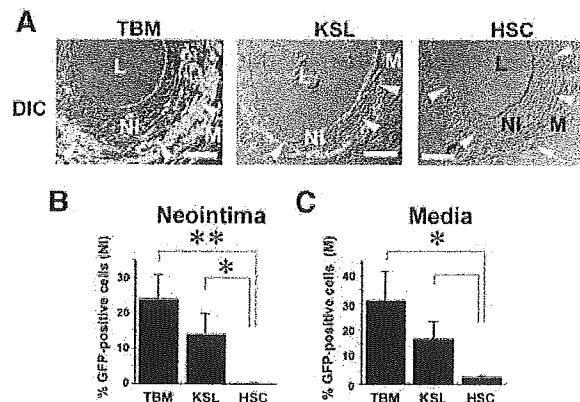 A
TBM
KSL
HSC
DIC
L
NI
M
L
NI
M
L
NI
M
B
Neointima
**
*
% GFP-positive cells (NI)
30
20
10
0
TBM
KSL
HSC
C
Media
*
% GFP-positive cells (M)
40
30
20
10
0
TBM
KSL
HSC